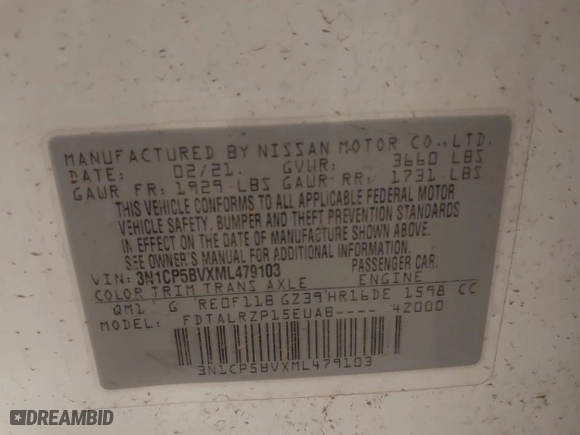 MANUFACTURED BY NISSAN MOTOR CO., LTD.
DATE: 02/21. GVWR: 3660 LBS
GAWR FR: 1929 LBS GAWR RR: 1731 LBS
THIS VEHICLE CONFORMS TO ALL APPLICABLE FEDERAL MOTOR
VEHICLE SAFETY, BUMPER AND THEFT PREVENTION STANDARDS
IN EFFECT ON THE DATE OF MANUFACTURE SHOWN ABOVE.
SEE OWNER'S MANUAL FOR ADDITIONAL INFORMATION.
VIN: 3N1CP5BVXML479103 PASSENGER CAR.
COLOR TRIM TRANS AXLE ENGINE
QM1 G RE0F11B GZ39 HR16DE 1598 CC
MODEL: FDTALRZP15EUAB---- 42000
3N1CP5BVXML479103
DREAMBID